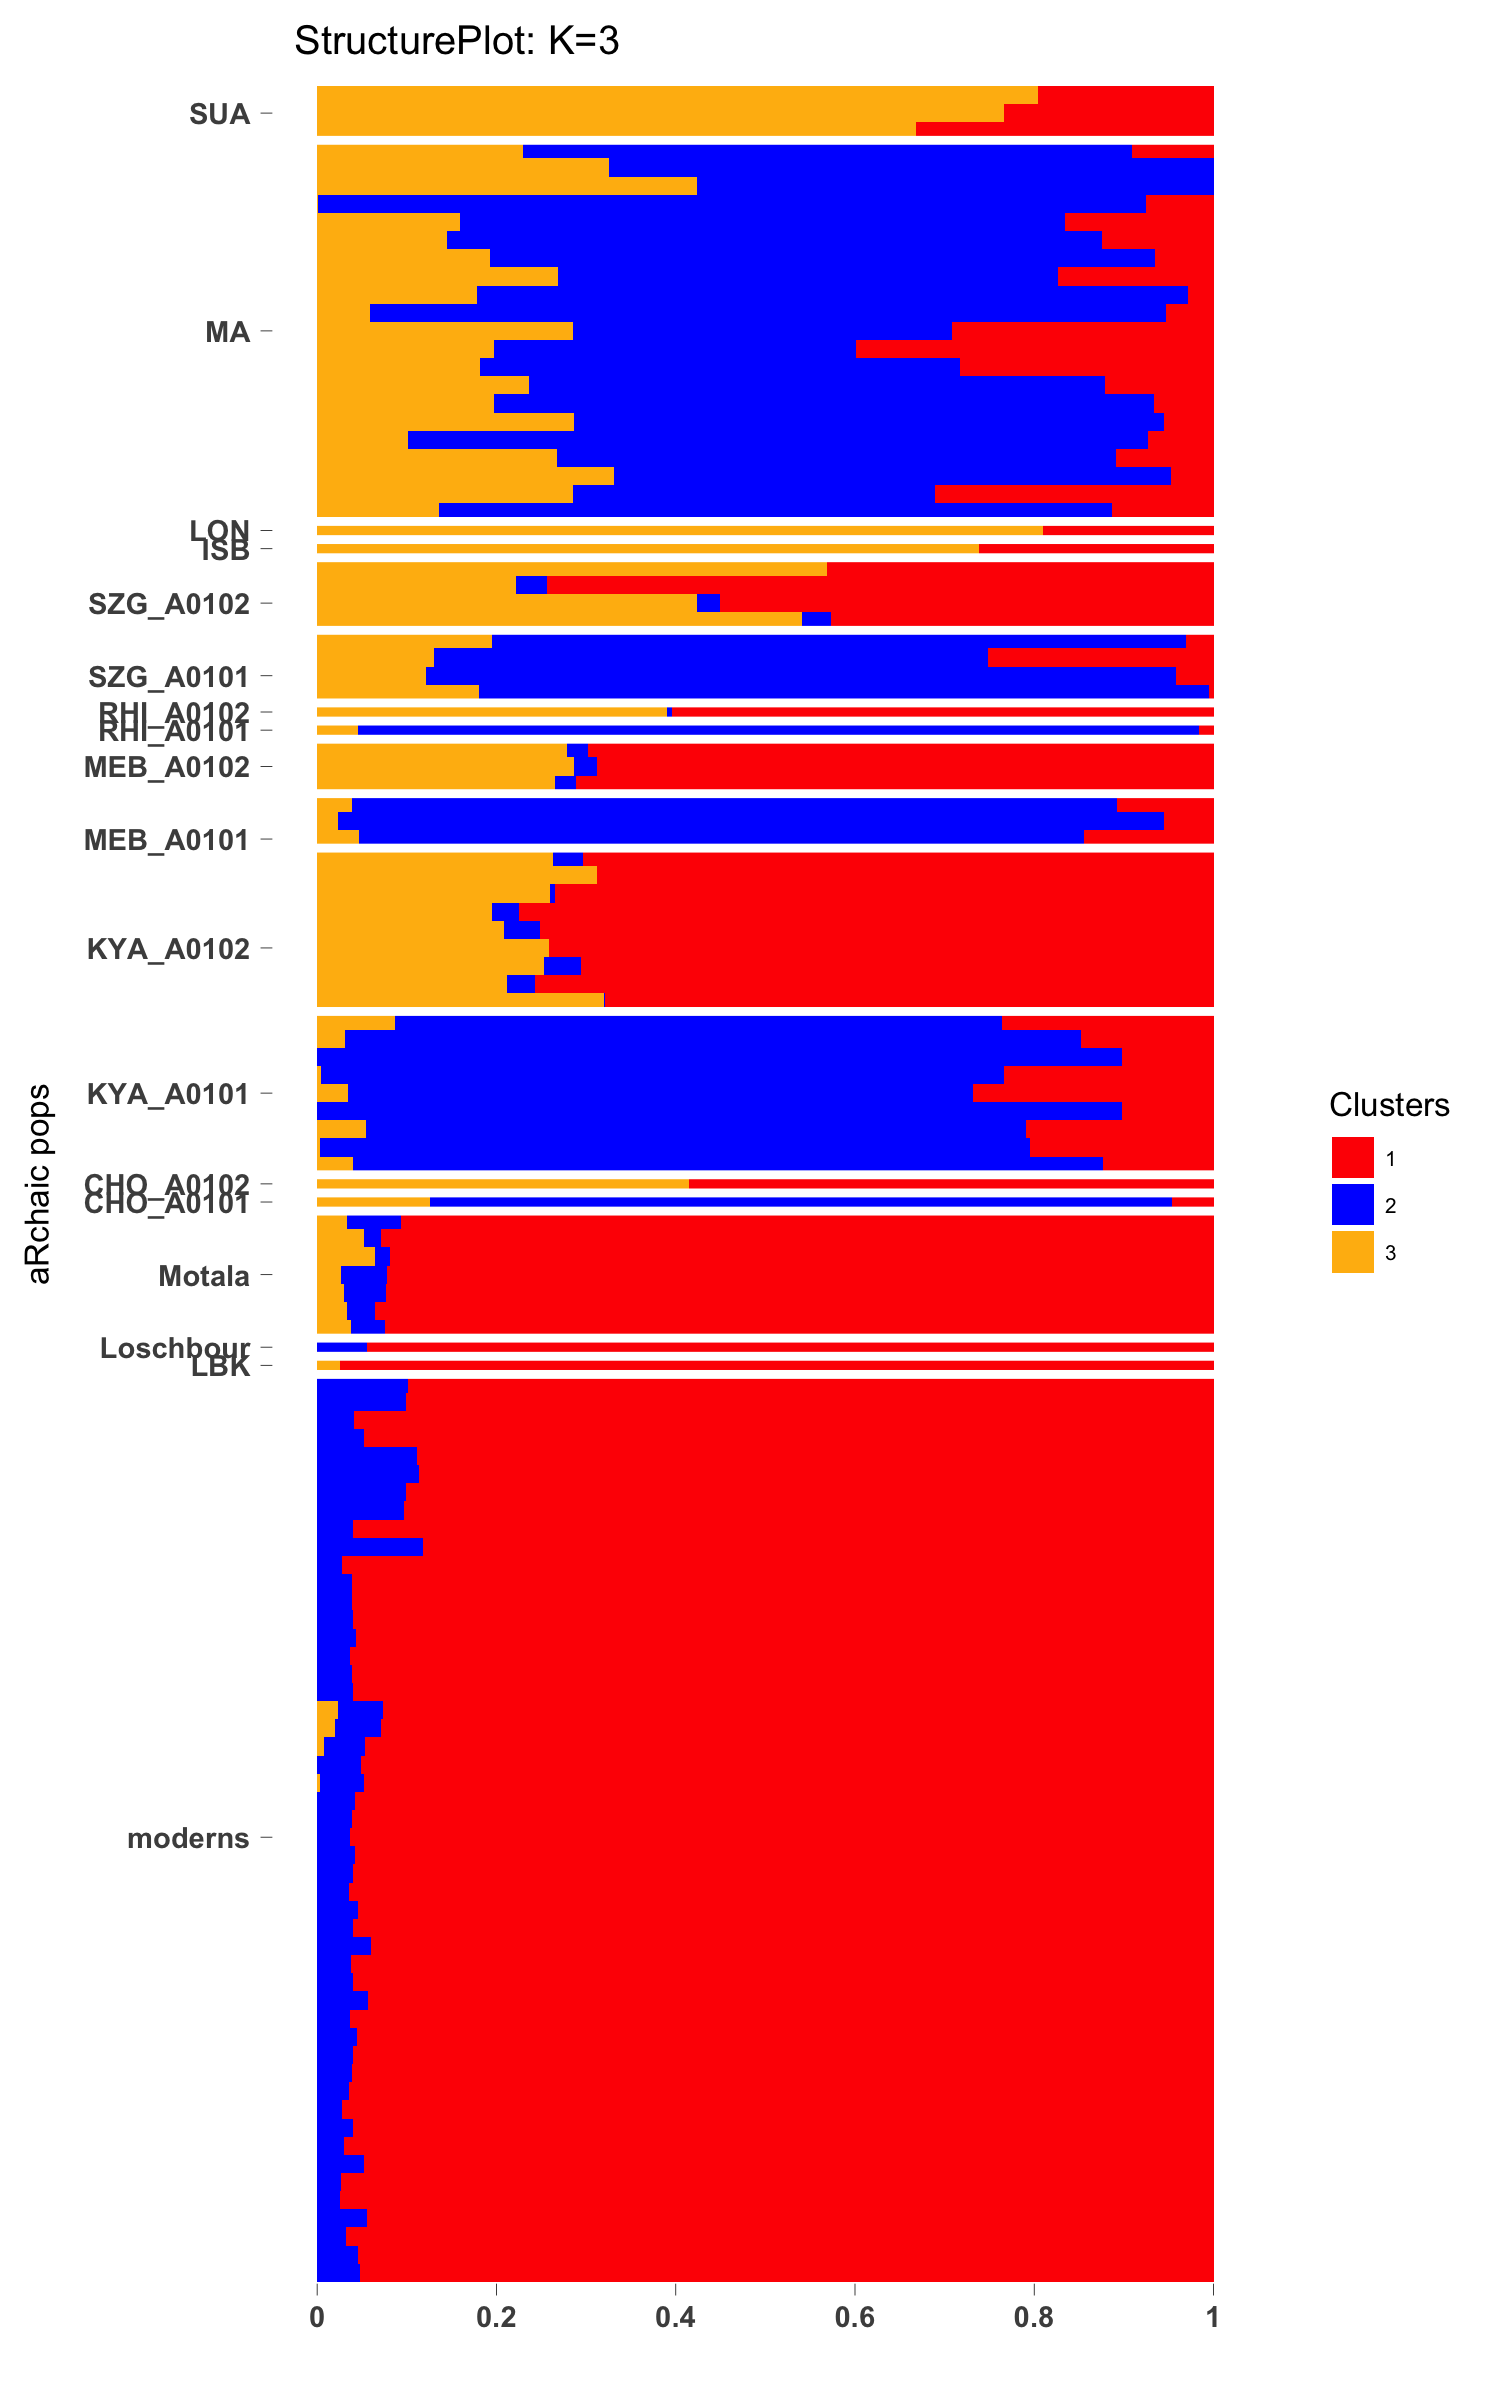 StructurePlot: K=3
SUA
MA
LON
ISB
SZG_A0102
SZG_A0101
RHI_A0102
RHI_A0101
MEB_A0102
MEB_A0101
KYA_A0102
KYA_A0101
CHO_A0102
CHO_A0101
Motala
Loschbour
LBK
moderns
aRchaic pops
0 0.2 0.4 0.6 0.8 1
Clusters
1
2
3